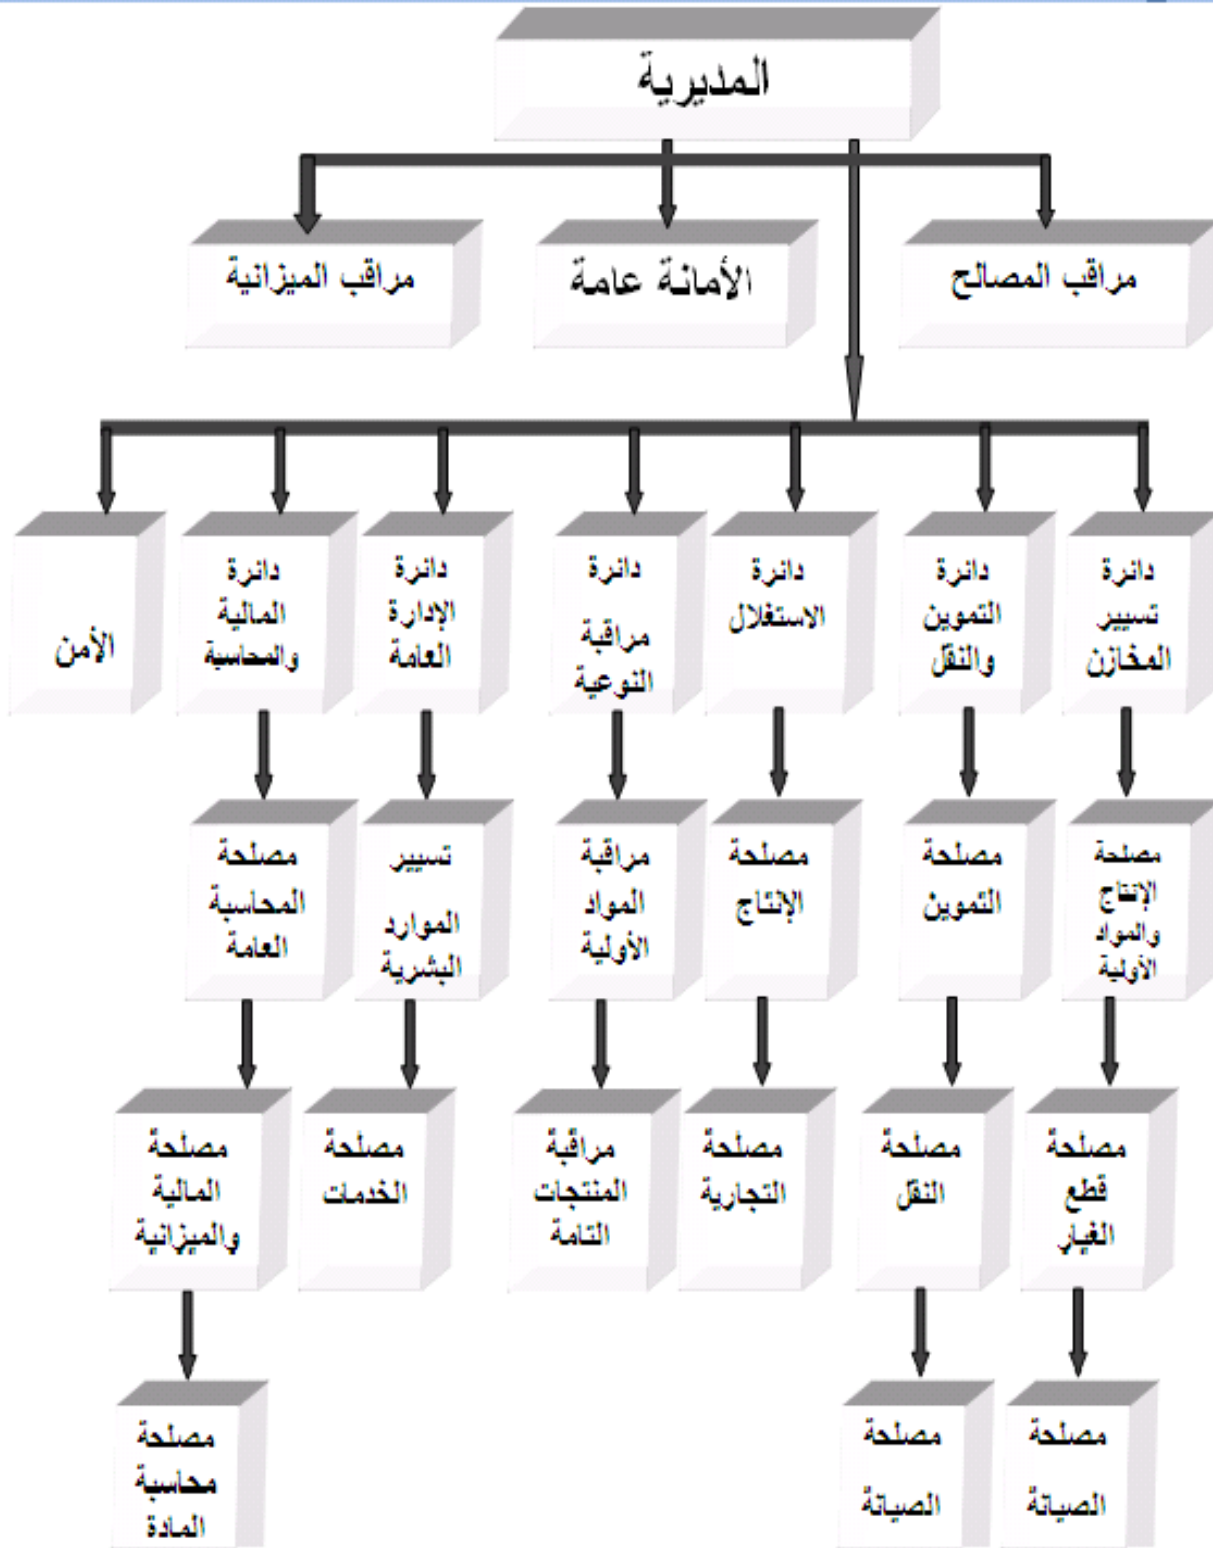 المديرية
مراقب المصالح
الأمانة عامة
مراقب الميزانية
دائرة
تسيير
المخازن
دائرة
التموين
والنقل
دائرة
الاستغلال
دائرة
مراقبة
النوعية
دائرة
الإدارة
العامة
دائرة
المالية
والمحاسبة
الأمن
مصلحة
الإنتاج
والمواد
الأولية
مصلحة
التموين
مصلحة
الإنتاج
مراقبة
المواد
الأولية
تسيير
الموارد
البشرية
مصلحة
المحاسبة
العامة
مصلحة
قطع
الغيار
مصلحة
النقل
مصلحة
التجارية
مراقبة
المنتجات
التامة
مصلحة
الخدمات
مصلحة
المالية
والميزانية
مصلحة
الصيانة
مصلحة
الصيانة
مصلحة
محاسبة
المادة